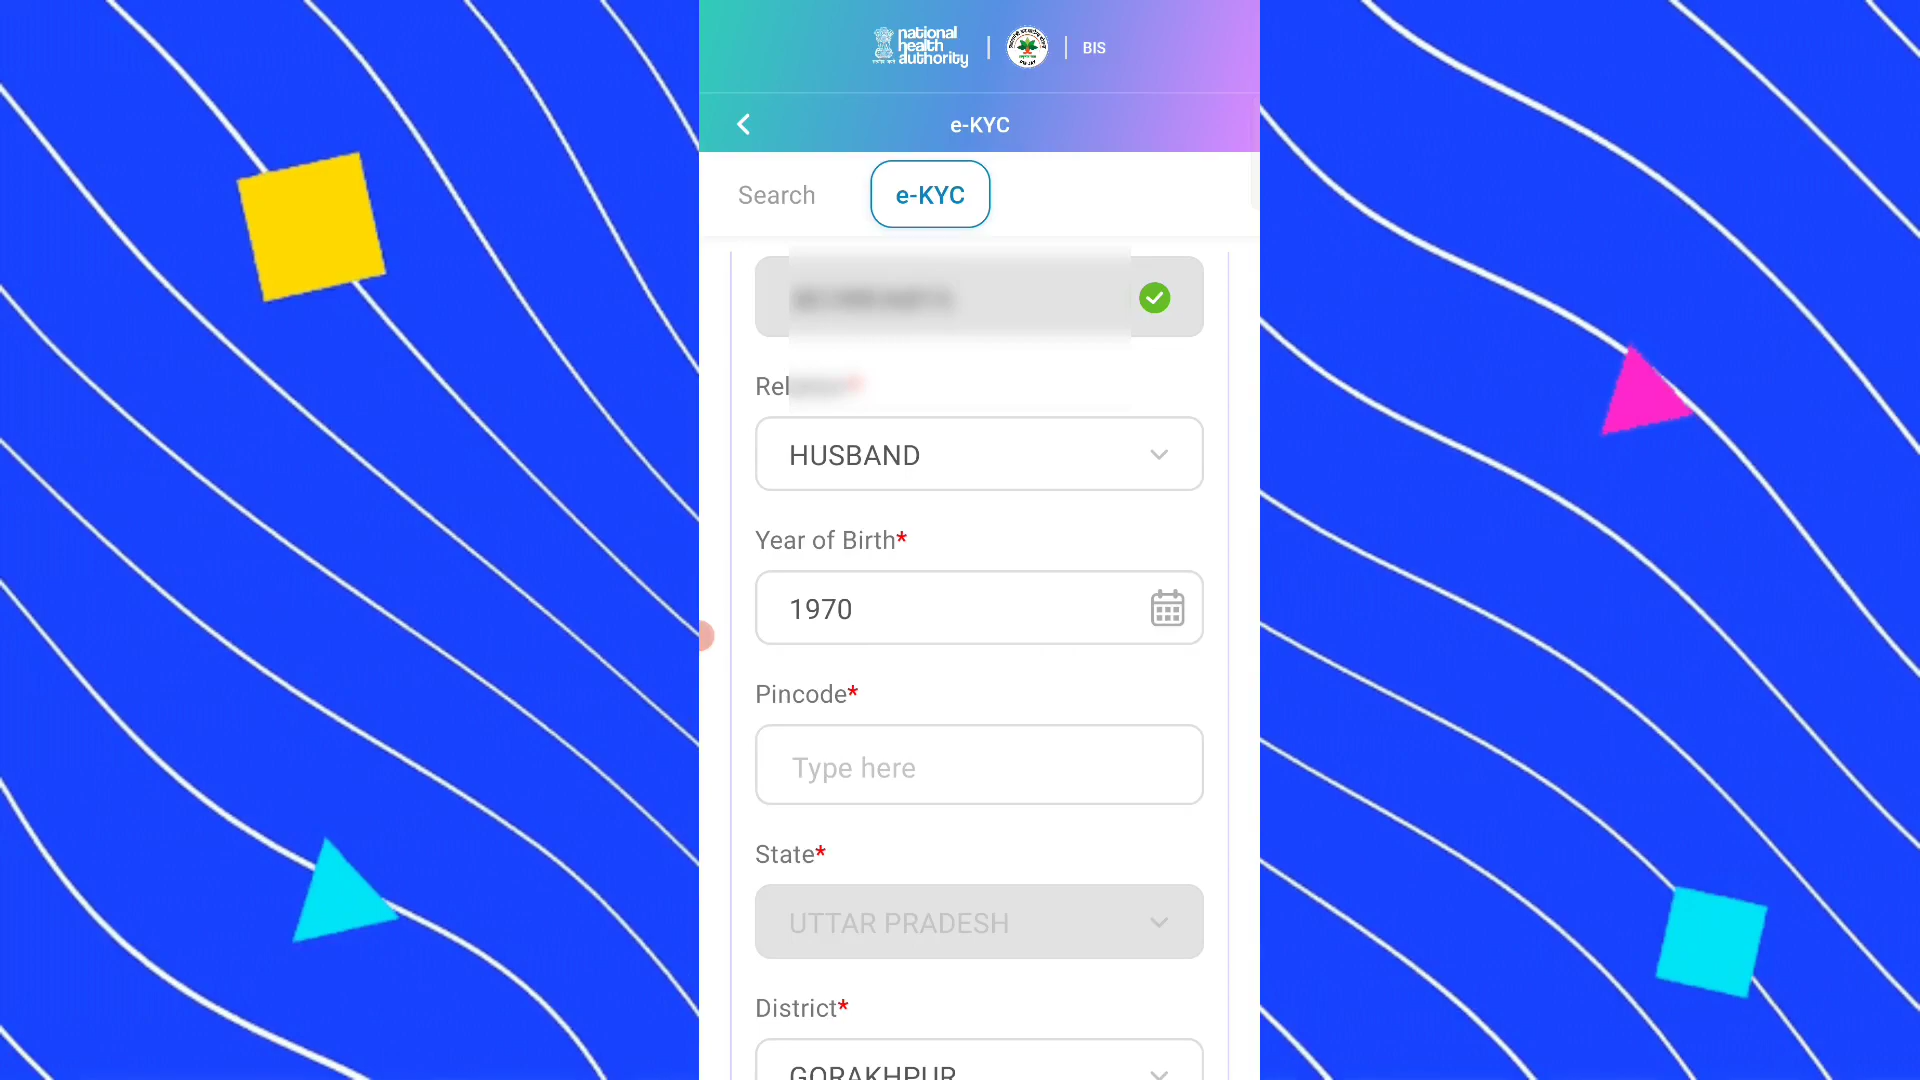 national
health
authority
BIS
e-KYC
Search
e-KYC
HUSBAND
Year of Birth*
1970
Pincode*
Type here
State*
UTTAR PRADESH
District*
GORAKHPUR